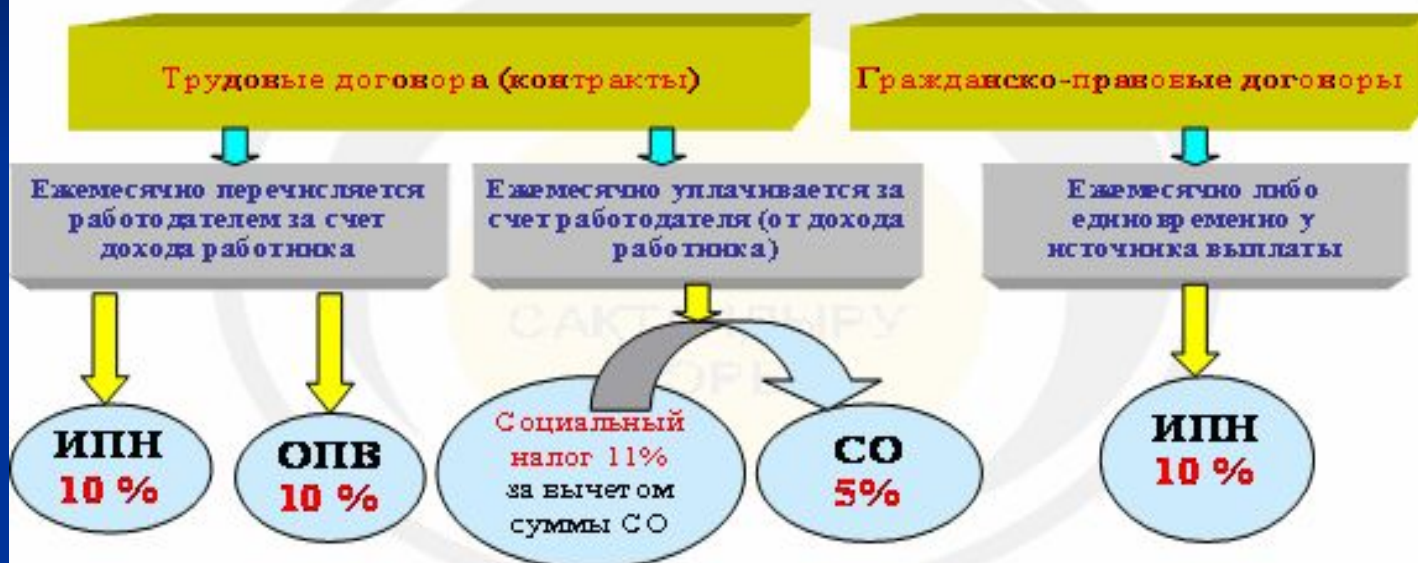 Трудовые договора (контракты)
Гражданско-правовые договоры
Ежемесячно перечисляется
работодателем за счет
дохода работника
Ежемесячно уплачивается за
счет работодателя (от дохода
работника)
Ежемесячно либо
единовременно у
источника выплаты
ИПН
10 %
ОПВ
10 %
Социальный
налог 11%
за вычетом
суммы СО
СО
5%
ИПН
10 %